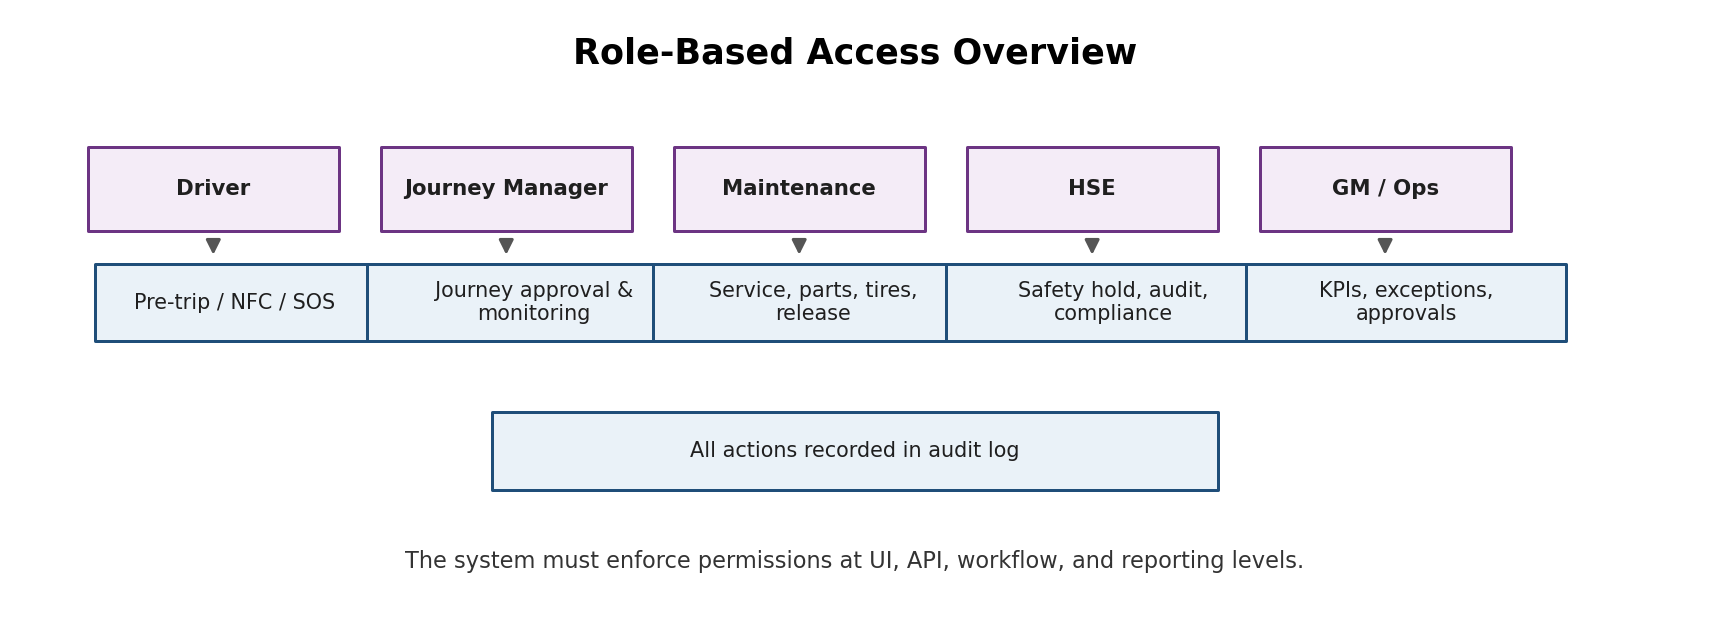 Role-Based Access Overview
Driver
Journey Manager
Maintenance
HSE
GM / Ops
Pre-trip / NFC / SOS
Journey approval &
monitoring
Service, parts, tires,
release
Safety hold, audit,
compliance
KPIs, exceptions,
approvals
All actions recorded in audit log
The system must enforce permissions at UI, API, workflow, and reporting levels.